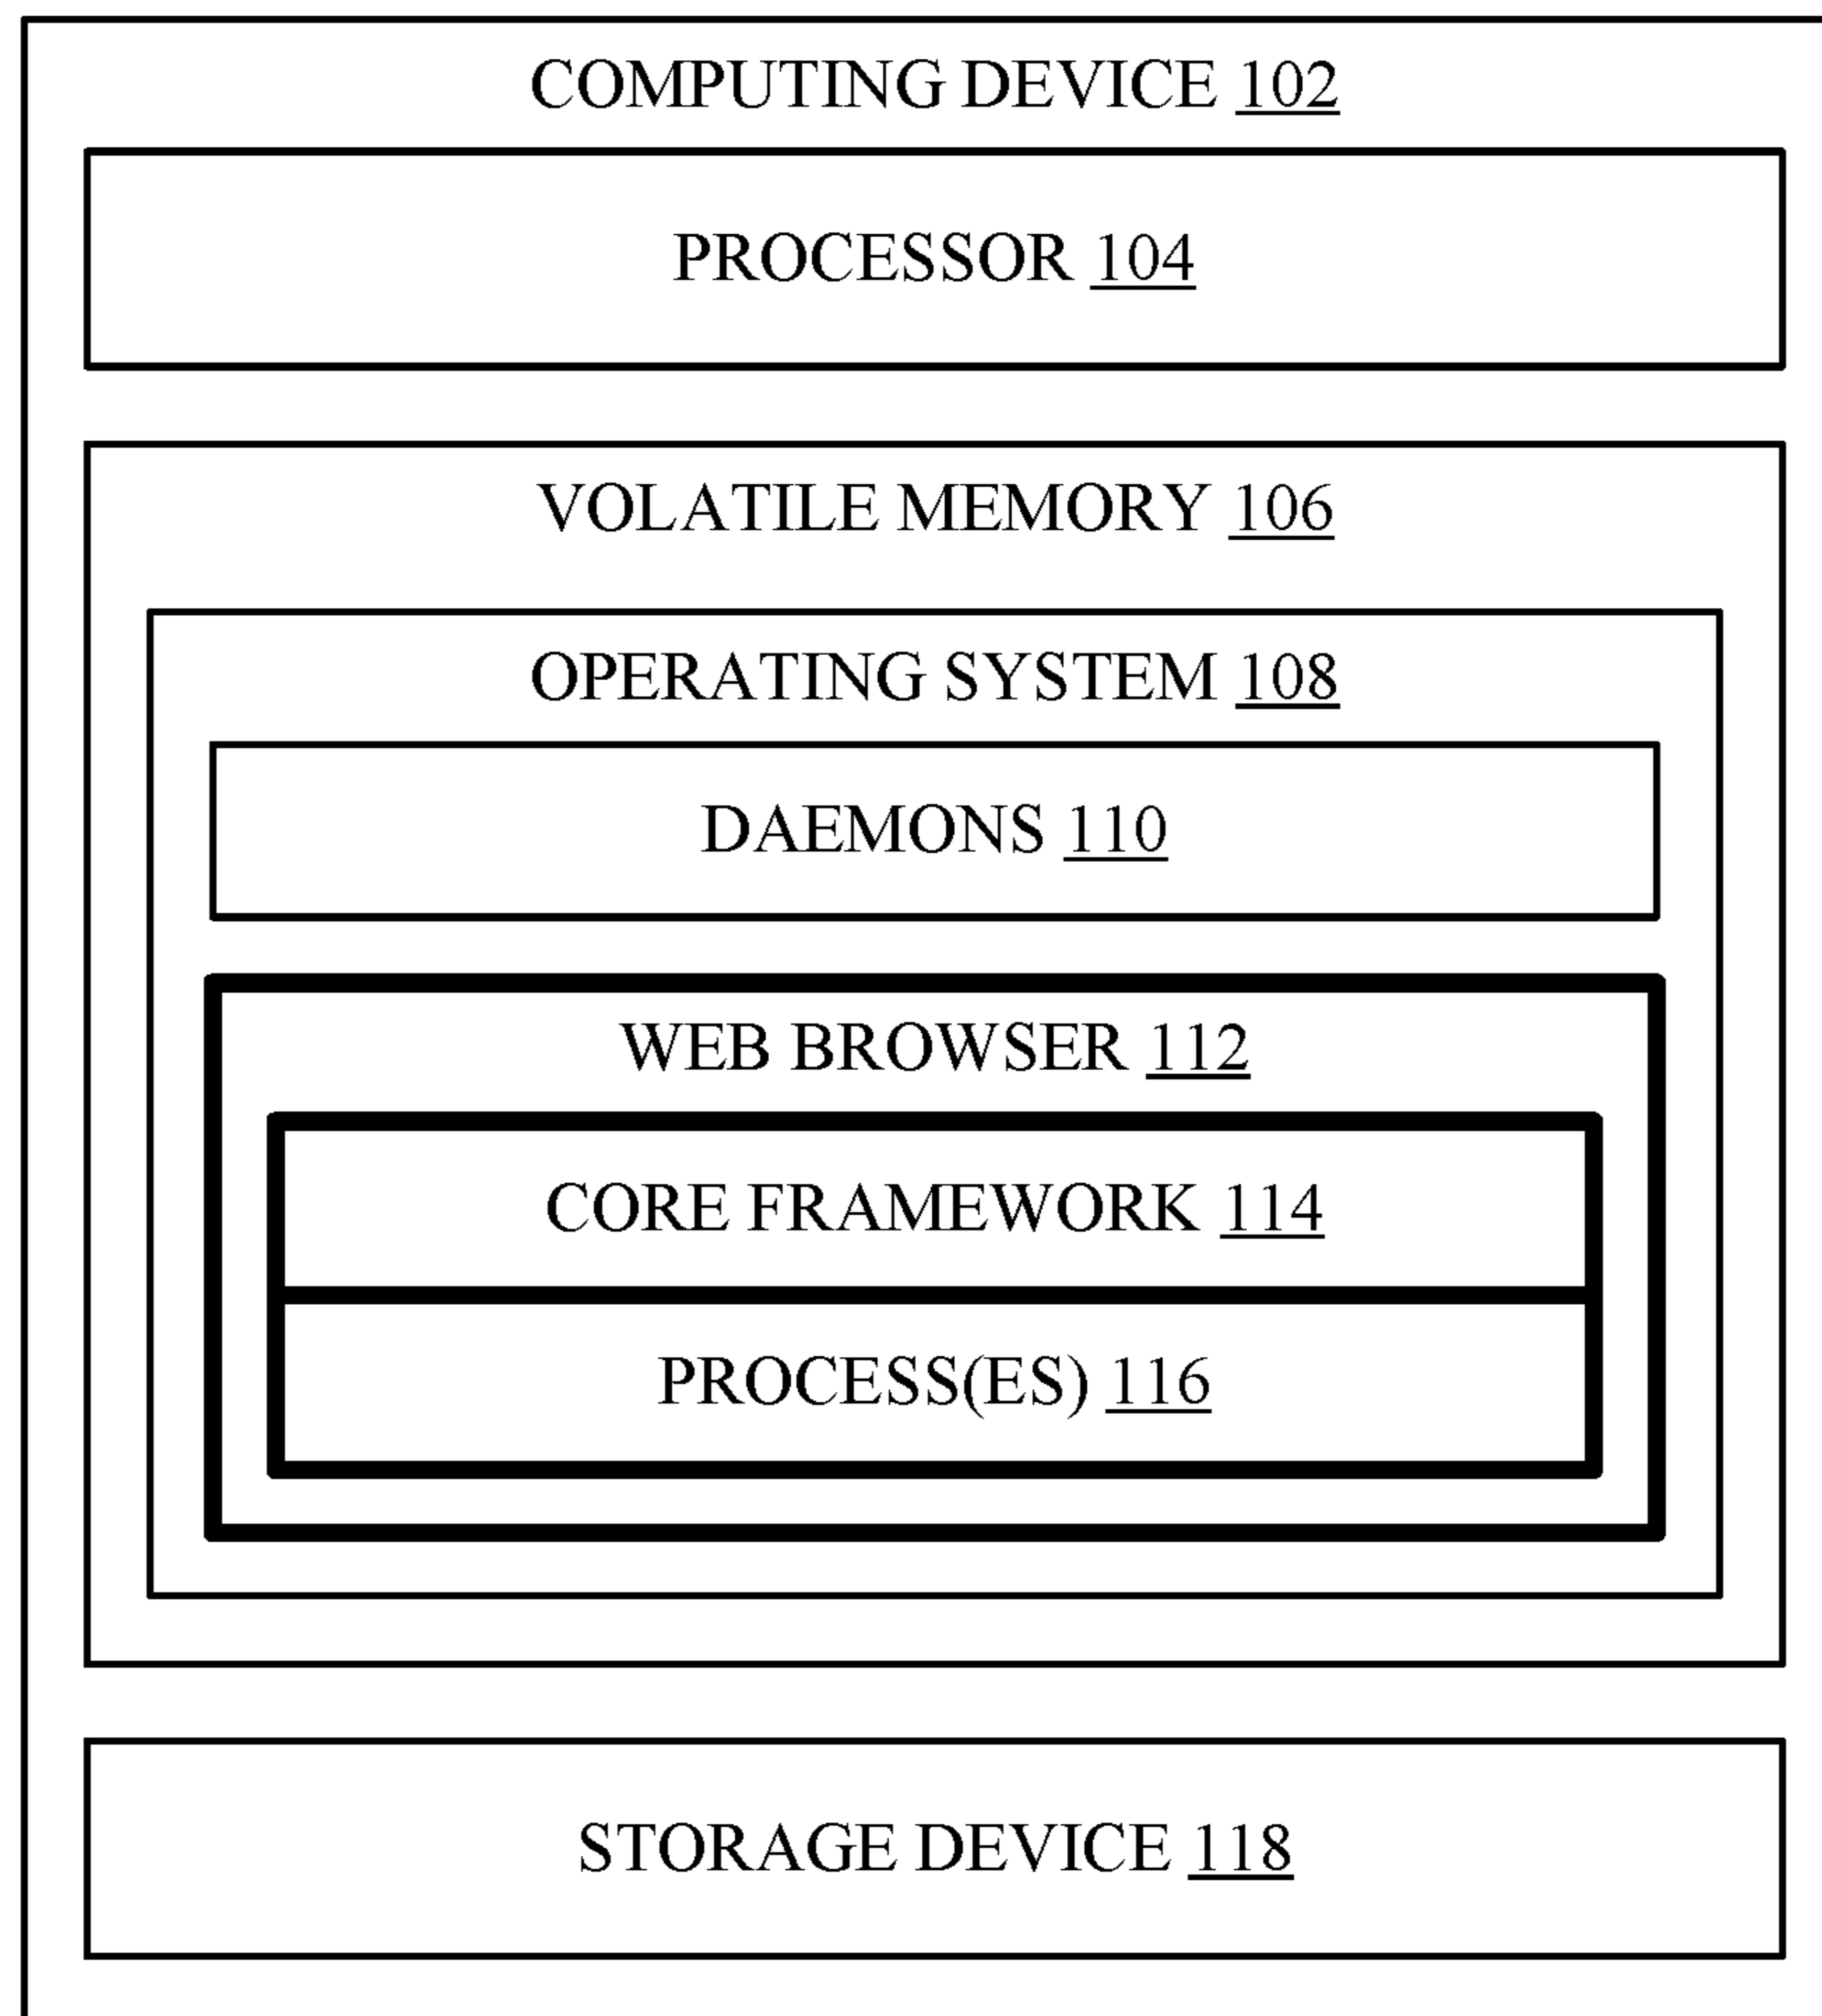 COMPUTING DEVICE 102
PROCESSOR 104
VOLATILE MEMORY 106
OPERATING SYSTEM 108
DAEMONS 110
WEB BROWSER 112
CORE FRAMEWORK 114
PROCESS(ES) 116
STORAGE DEVICE 118